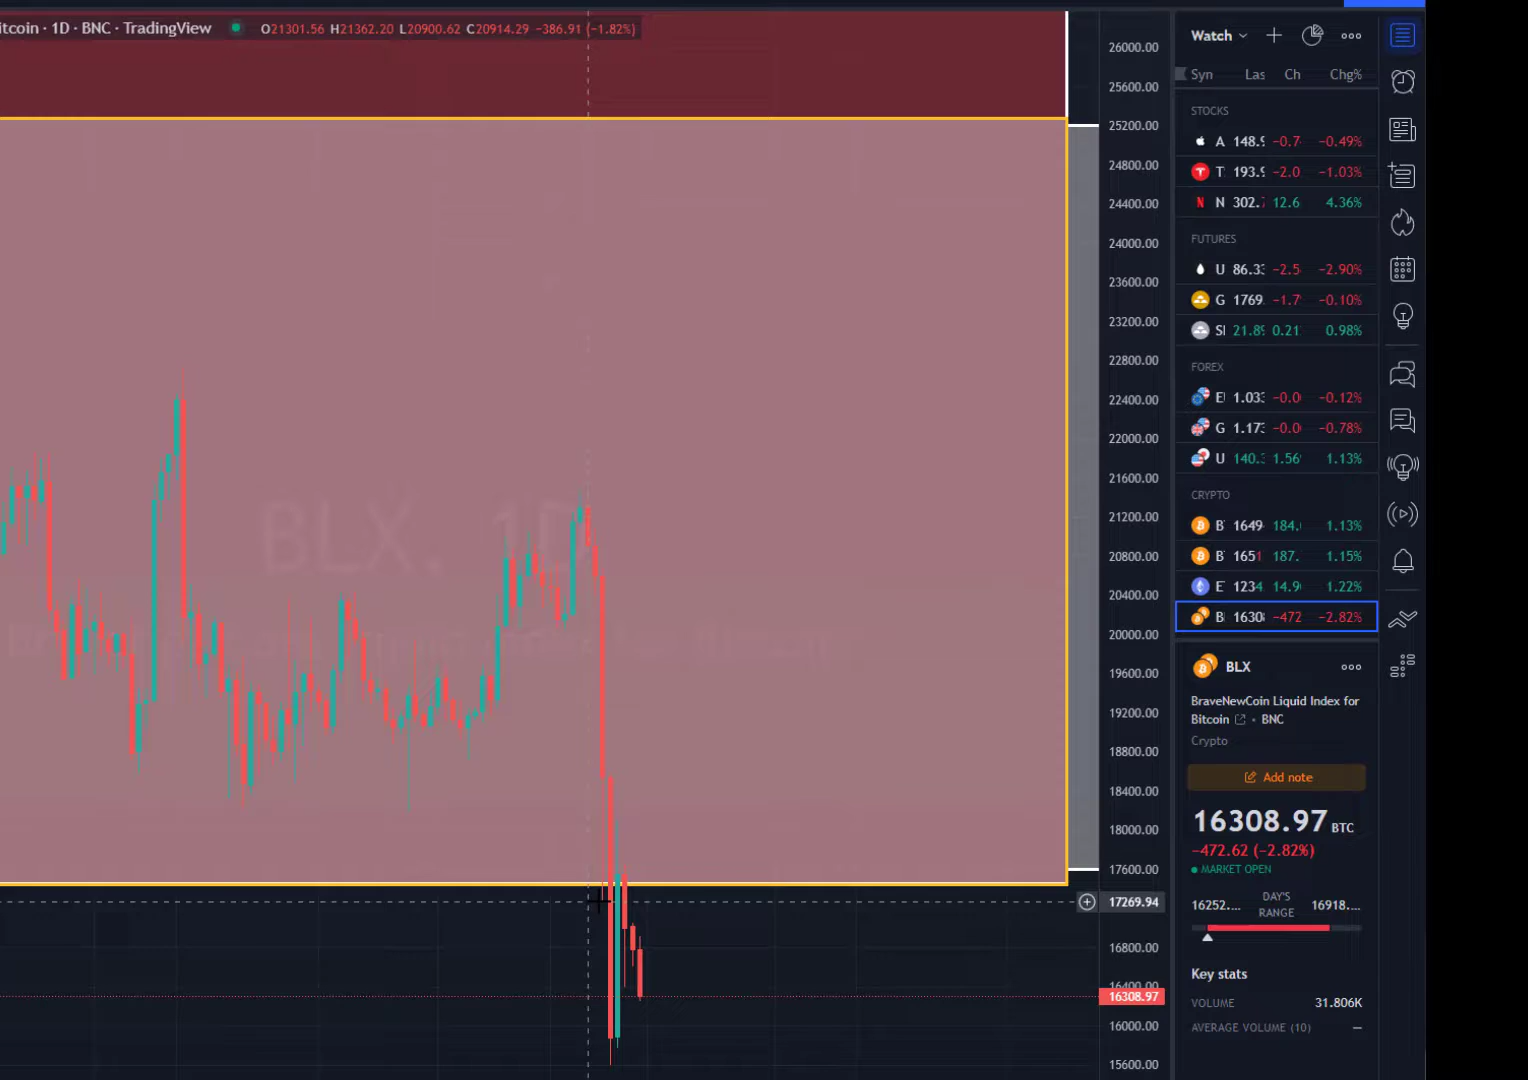 itcoin · 1D · BNC · TradingView O21301.56 H21362.20 L20900.62 C20914.29 −386.91 (−1.82%)
BLX, 1D
26000.00
25600.00
25200.00
24800.00
24400.00
24000.00
23600.00
23200.00
22800.00
22400.00
22000.00
21600.00
21200.00
20800.00
20400.00
20000.00
19600.00
19200.00
18800.00
18400.00
18000.00
17600.00
17269.94
16800.00
16400.00
16308.97
16000.00
15600.00
Watch
Syn Las Ch Chg%
STOCKS
A 148.9 −0.7 −0.49%
T 193.9 −2.0 −1.03%
N 302. 12.6 4.36%
FUTURES
U 86.33 −2.5 −2.90%
G 1769. −1.7 −0.10%
SI 21.89 0.21 0.98%
FOREX
E 1.033 −0.0 −0.12%
G 1.17 −0.0 −0.78%
U 140. 1.56 1.13%
CRYPTO
B 1649 184. 1.13%
B 1651 187. 1.15%
E 1234 14.9 1.22%
B 1630 −472 −2.82%
BLX
BraveNewCoin Liquid Index for
Bitcoin · BNC
Crypto
Add note
16308.97 BTC
−472.62 (−2.82%)
MARKET OPEN
16252.... DAY'S RANGE 16918....
Key stats
VOLUME 31.806K
AVERAGE VOLUME (10) —